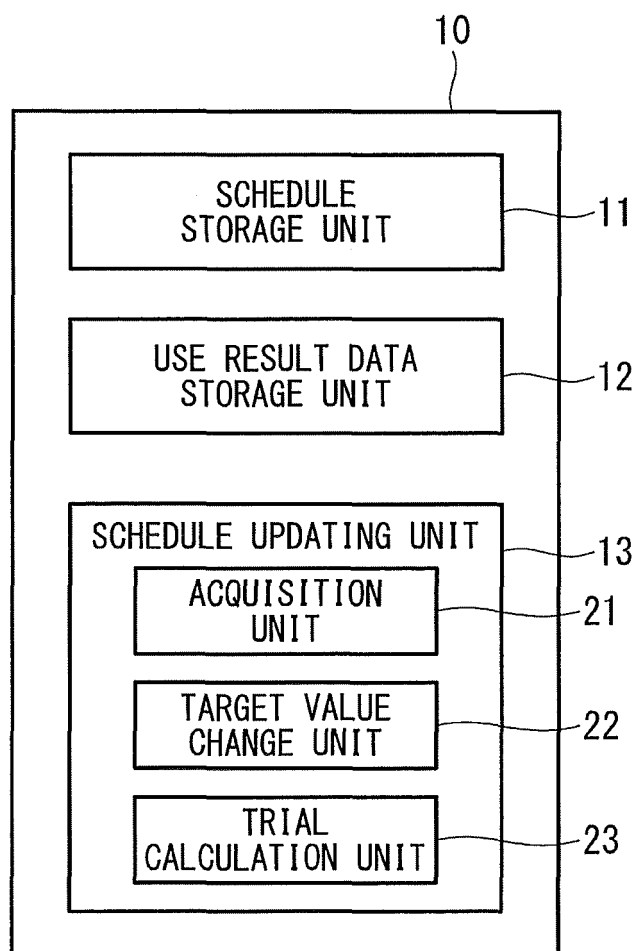 10
SCHEDULE
STORAGE UNIT
11
USE RESULT DATA
STORAGE UNIT
12
SCHEDULE UPDATING UNIT
13
ACQUISITION
UNIT
21
TARGET VALUE
CHANGE UNIT
22
TRIAL
CALCULATION UNIT
23